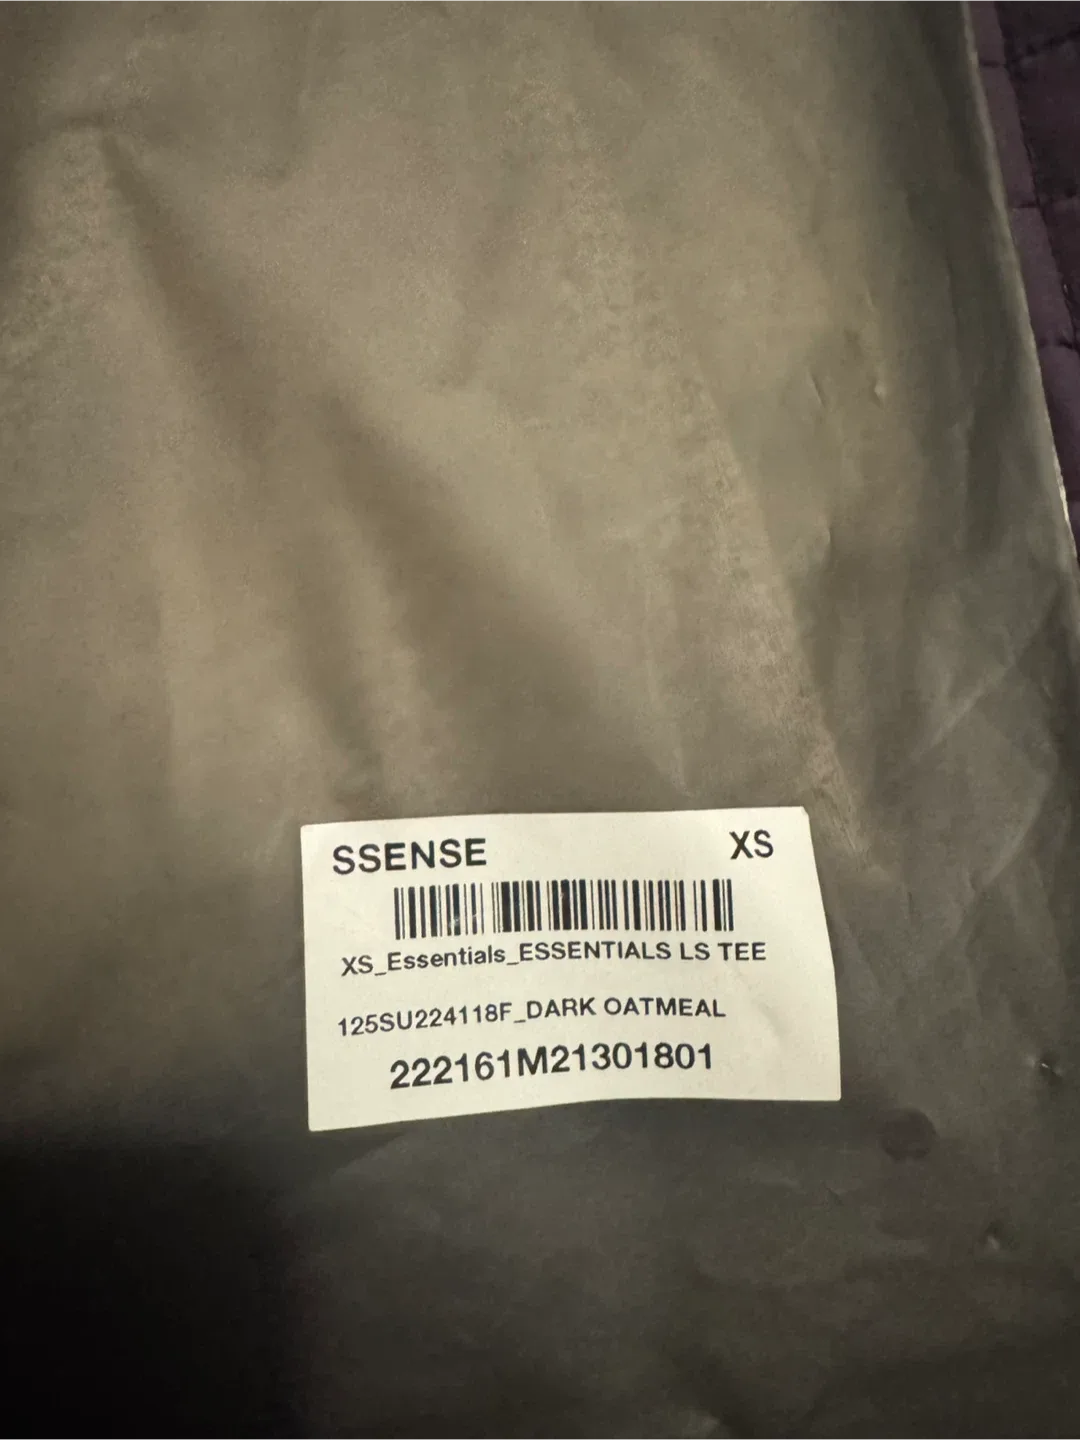 SSENSE XS
XS_Essentials_ESSENTIALS LS TEE
125SU224118F_DARK OATMEAL
222161M21301801